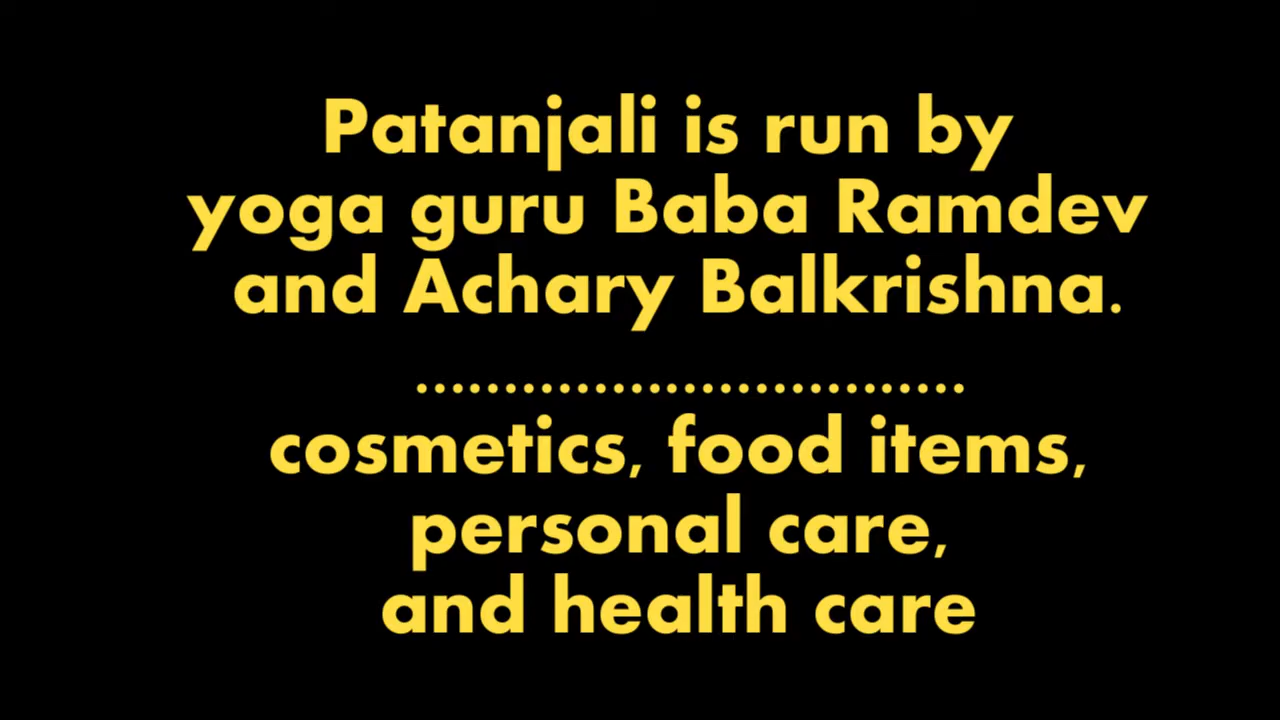 Patanjali is run by
yoga guru Baba Ramdev
and Achary Balkrishna.
...............................
cosmetics, food items,
personal care,
and health care